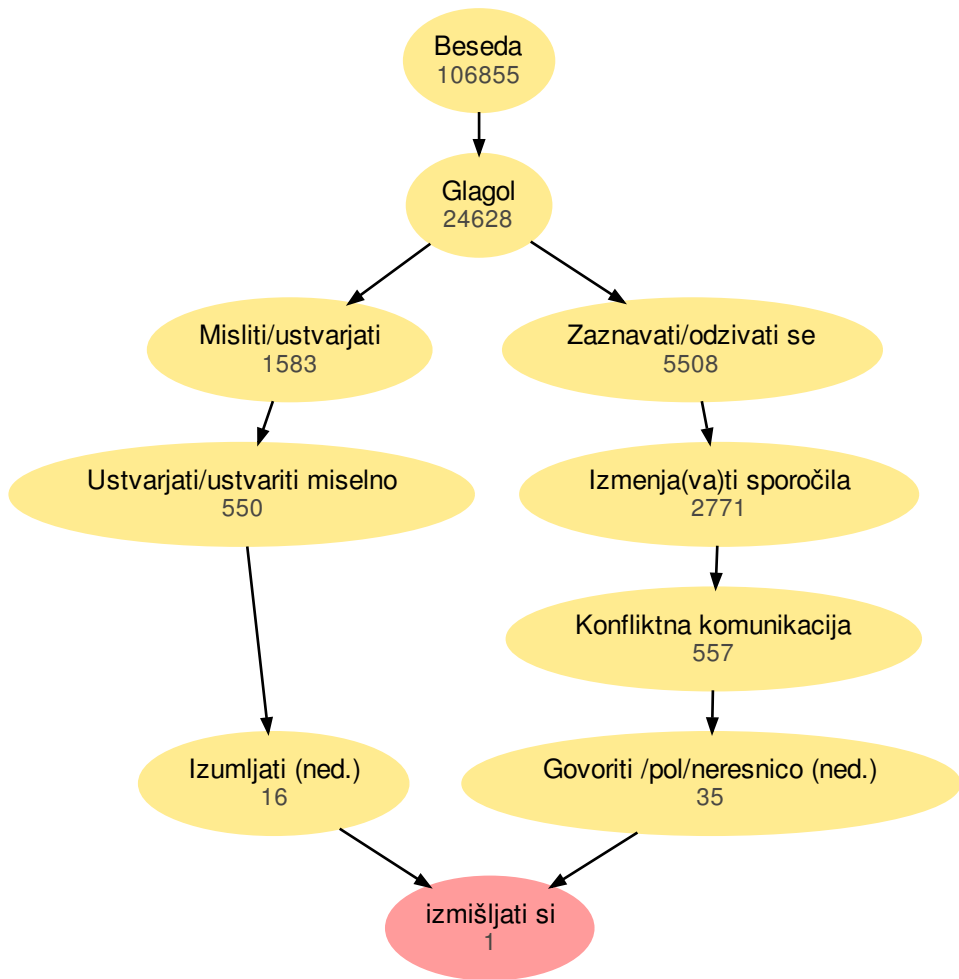 Beseda
106855
Glagol
24628
Misliti/ustvarjati
1583
Zaznavati/odzivati se
5508
Ustvarjati/ustvariti miselno
550
Izmenja(va)ti sporočila
2771
Konfliktna komunikacija
557
Izumljati (ned.)
16
Govoriti /pol/neresnico (ned.)
35
izmišljati si
1